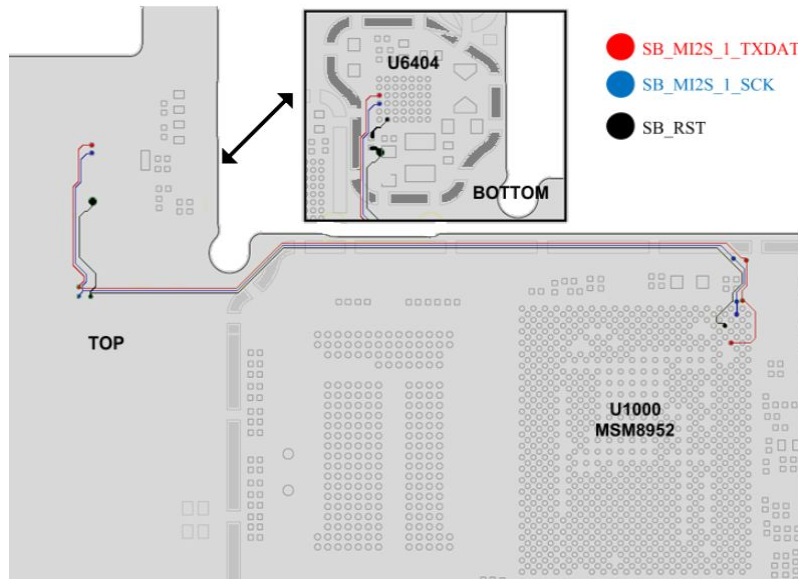 U6404
BOTTOM
SB_MI2S_1_TXDAT
SB_MI2S_1_SCK
SB_RST
TOP
U1000
MSM8952